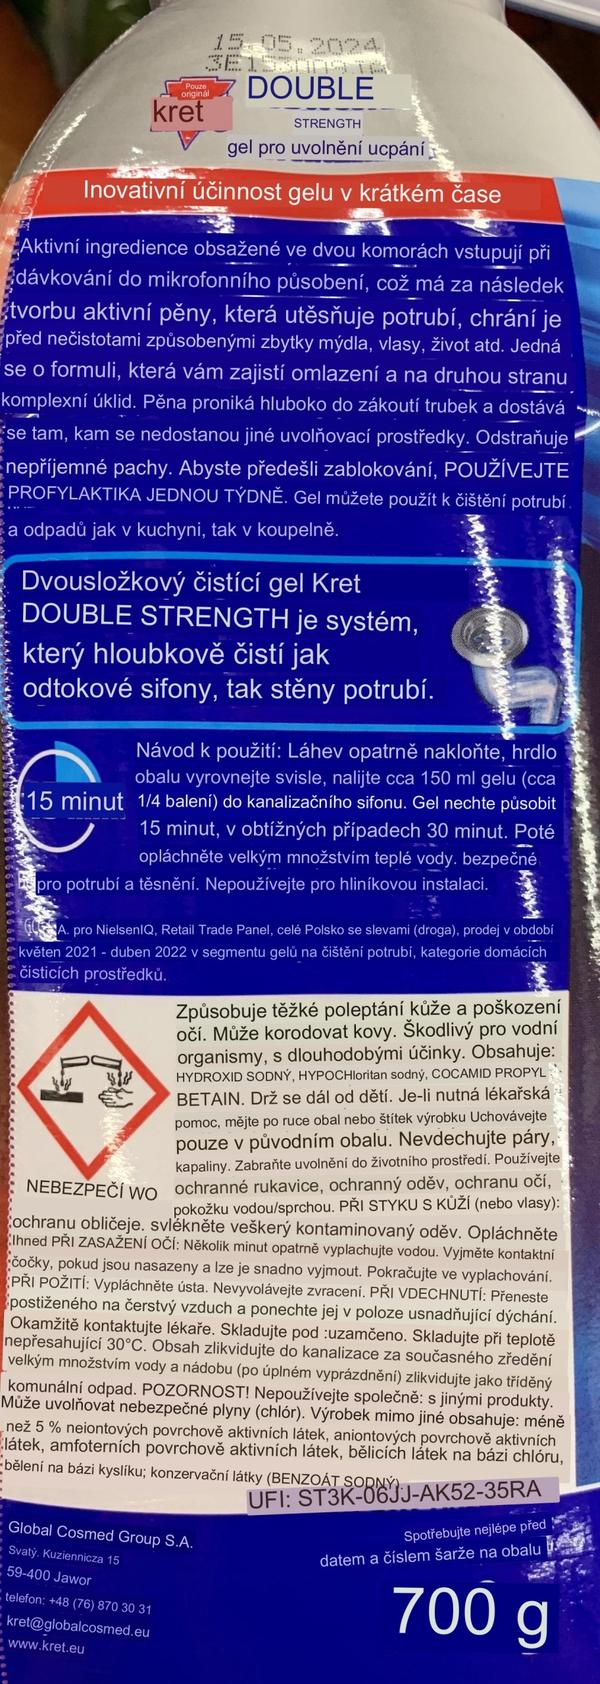 15.05.2024
Pouze
originál
kret
DOUBLE
STRENGTH
gel pro uvolnění ucpání
Inovativní účinnost gelu v krátkém čase
Aktivní ingredience obsažené ve dvou komorách vstupují při
dávkování do mikrofonního působení, což má za následek
tvorbu aktivní pěny, která utěsňuje potrubí, chrání je
před nečistotami způsobenými zbytky mýdla, vlasy, život atd. Jedná
se o formuli, která vám zajistí omlazení a na druhou stranu
komplexní úklid. Pěna proniká hluboko do zákoutí trubek a dostává
se tam, kam se nedostanou jiné uvolňovací prostředky. Odstraňuje
nepříjemné pachy. Abyste předešli zablokování, POUŽÍVEJTE
PROFYLAKTIKA JEDNOU TÝDNĚ. Gel můžete použít k čištění potrubí
a odpadů jak v kuchyni, tak v koupelně.
Dvousložkový čistící gel Kret
DOUBLE STRENGTH je systém,
který hloubkově čistí jak
odtokové sifony, tak stěny potrubí.
15 minut
Návod k použití: Láhev opatrně nakloňte, hrdlo
obalu vyrovnejte svisle, nalijte cca 150 ml gelu (cca
1/4 balení) do kanalizačního sifonu. Gel nechte působit
15 minut, v obtížných případech 30 minut. Poté
opláchněte velkým množstvím teplé vody. bezpečné
pro potrubí a těsnění. Nepoužívejte pro hliníkovou instalaci.
A. pro NielsenIQ, Retail Trade Panel, celé Polsko se slevami (droga), prodej v období
květen 2021 - duben 2022 v segmentu gelů na čištění potrubí, kategorie domácích
čisticích prostředků.
Způsobuje těžké poleptání kůže a poškození
očí. Může korodovat kovy. Škodlivý pro vodní
organismy, s dlouhodobými účinky. Obsahuje:
HYDROXID SODNÝ, HYPOCHloritan sodný, COCAMID PROPYL
BETAIN. Drž se dál od dětí. Je-li nutná lékařská
pomoc, mějte po ruce obal nebo štítek výrobku Uchovávejte
pouze v původním obalu. Nevdechujte páry,
kapaliny. Zabraňte uvolnění do životního prostředí. Používejte
NEBEZPEČÍ WO
ochranné rukavice, ochranný oděv, ochranu očí,
pokožku vodou/sprchou. PŘI STYKU S KŮŽÍ (nebo vlasy):
ochranu obličeje. svlékněte veškerý kontaminovaný oděv. Opláchněte
Ihned PŘI ZASAŽENÍ OČÍ: Několik minut opatrně vyplachujte vodou. Vyjměte kontaktní
čočky, pokud jsou nasazeny a lze je snadno vyjmout. Pokračujte ve vyplachování.
PŘI POŽITÍ: Vypláchněte ústa. Nevyvolávejte zvracení. PŘI VDECHNUTÍ: Přeneste
postiženého na čerstvý vzduch a ponechte jej v poloze usnadňující dýchání.
Okamžitě kontaktujte lékaře. Skladujte pod :uzamčeno. Skladujte při teplotě
nepřesahující 30°C. Obsah zlikvidujte do kanalizace za současného zředění
velkým množstvím vody a nádobu (po úplném vyprázdnění) zlikvidujte jako tříděný
komunální odpad. POZORNOST! Nepoužívejte společně: s jinými produkty.
Může uvolňovat nebezpečné plyny (chlór). Výrobek mimo jiné obsahuje: méně
než 5 % neiontových povrchově aktivních látek, aniontových povrchově aktivních
látek, amfoterních povrchově aktivních látek, bělicích látek na bázi chlóru,
bělení na bázi kyslíku; konzervační látky (BENZOÁT SODNÝ)
UFI: ST3K-06JJ-AK52-35RA
Global Cosmed Group S.A.
Svatý. Kuziennicza 15
59-400 Jawor
telefon: +48 (76) 870 30 31
kret@globalcosmed.eu
www.kret.eu
Spotřebujte nejlépe před
datem a číslem šarže na obalu
700 g